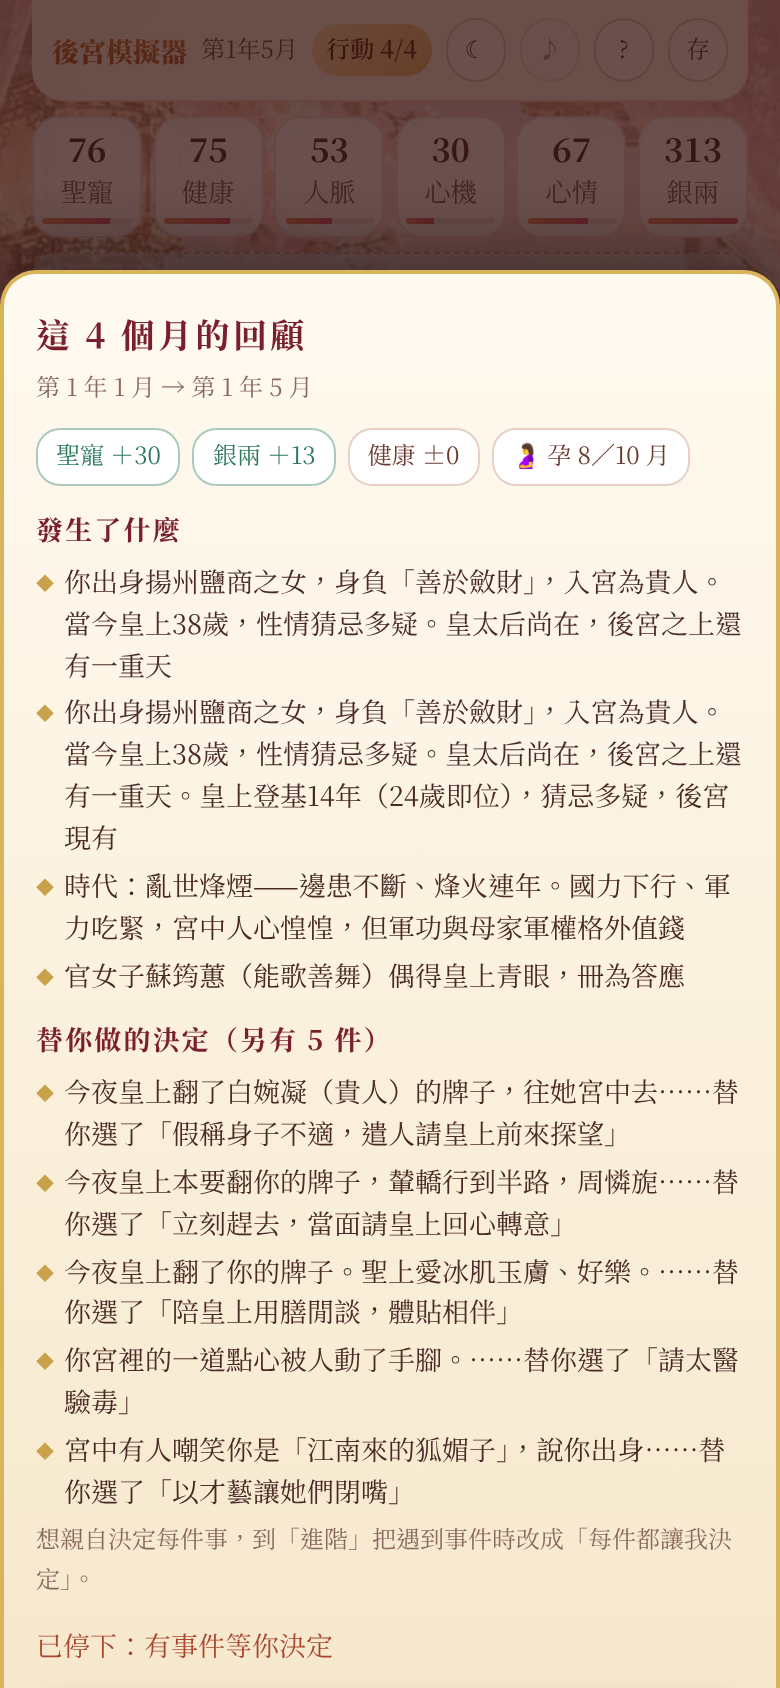 後宮模擬器 第1年5月 行動 4/4 ☾ ♪ ? 存
76 75 53 30 67 313
聖寵 健康 人脈 心機 心情 銀兩
這 4 個月的回顧
第 1 年 1 月 → 第 1 年 5 月
聖寵 +30 銀兩 +13 健康 ±0 🤰 孕 8／10 月
發生了什麼
◆ 你出身揚州鹽商之女，身負「善於斂財」，入宮為貴人。
當今皇上38歲，性情猜忌多疑。皇太后尚在，後宮之上還
有一重天
◆ 你出身揚州鹽商之女，身負「善於斂財」，入宮為貴人。
當今皇上38歲，性情猜忌多疑。皇太后尚在，後宮之上還
有一重天。皇上登基14年（24歲即位），猜忌多疑，後宮
現有
◆ 時代：亂世烽煙——邊患不斷、烽火連年。國力下行、軍
力吃緊，宮中人心惶惶，但軍功與母家軍權格外值錢
◆ 官女子蘇筠蕙（能歌善舞）偶得皇上青眼，冊為答應
替你做的決定（另有 5 件）
◆ 今夜皇上翻了白婉凝（貴人）的牌子，往她宮中去……替
你選了「假稱身子不適，遣人請皇上前來探望」
◆ 今夜皇上本要翻你的牌子，輦轎行到半路，周憐旎……替
你選了「立刻趕去，當面請皇上回心轉意」
◆ 今夜皇上翻了你的牌子。聖上愛冰肌玉膚、好樂。……替
你選了「陪皇上用膳閒談，體貼相伴」
◆ 你宮裡的一道點心被人動了手腳。……替你選了「請太醫
驗毒」
◆ 宮中有人嘲笑你是「江南來的狐媚子」，說你出身……替
你選了「以才藝讓她們閉嘴」
想親自決定每件事，到「進階」把遇到事件時改成「每件都讓我決
定」。
已停下：有事件等你決定